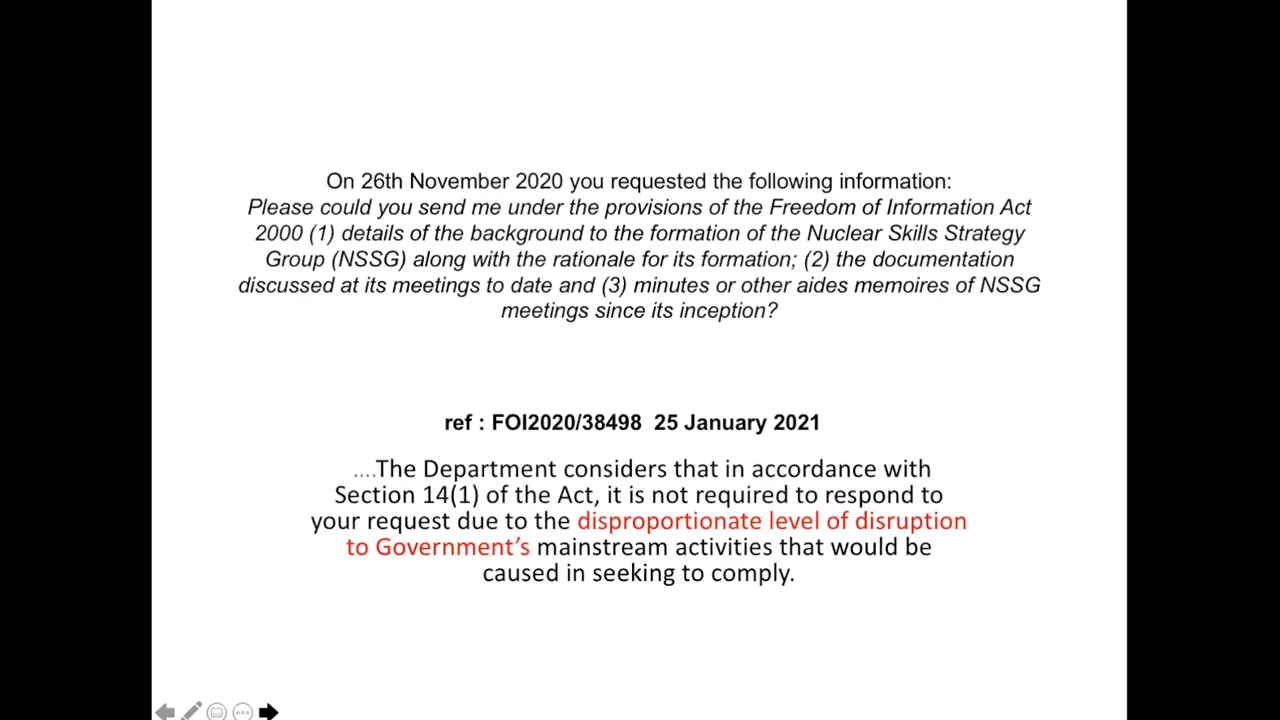 On 26th November 2020 you requested the following information:
Please could you send me under the provisions of the Freedom of Information Act
2000 (1) details of the background to the formation of the Nuclear Skills Strategy
Group (NSSG) along with the rationale for its formation; (2) the documentation
discussed at its meetings to date and (3) minutes or other aides memoires of NSSG
meetings since its inception?
ref : FOI2020/38498 25 January 2021
....The Department considers that in accordance with
Section 14(1) of the Act, it is not required to respond to
your request due to the disproportionate level of disruption
to Government’s mainstream activities that would be
caused in seeking to comply.